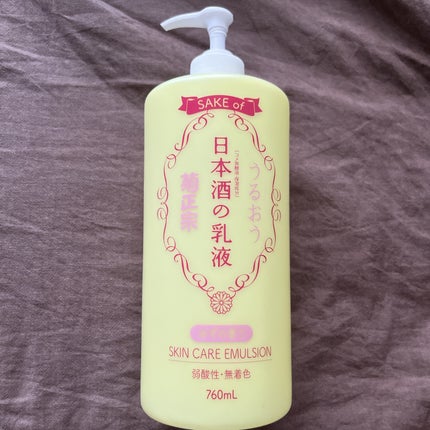 SAKE of
日本酒の乳液
うるおう
菊正宗
SKIN CARE EMULSION
弱酸性・無着色
760mL